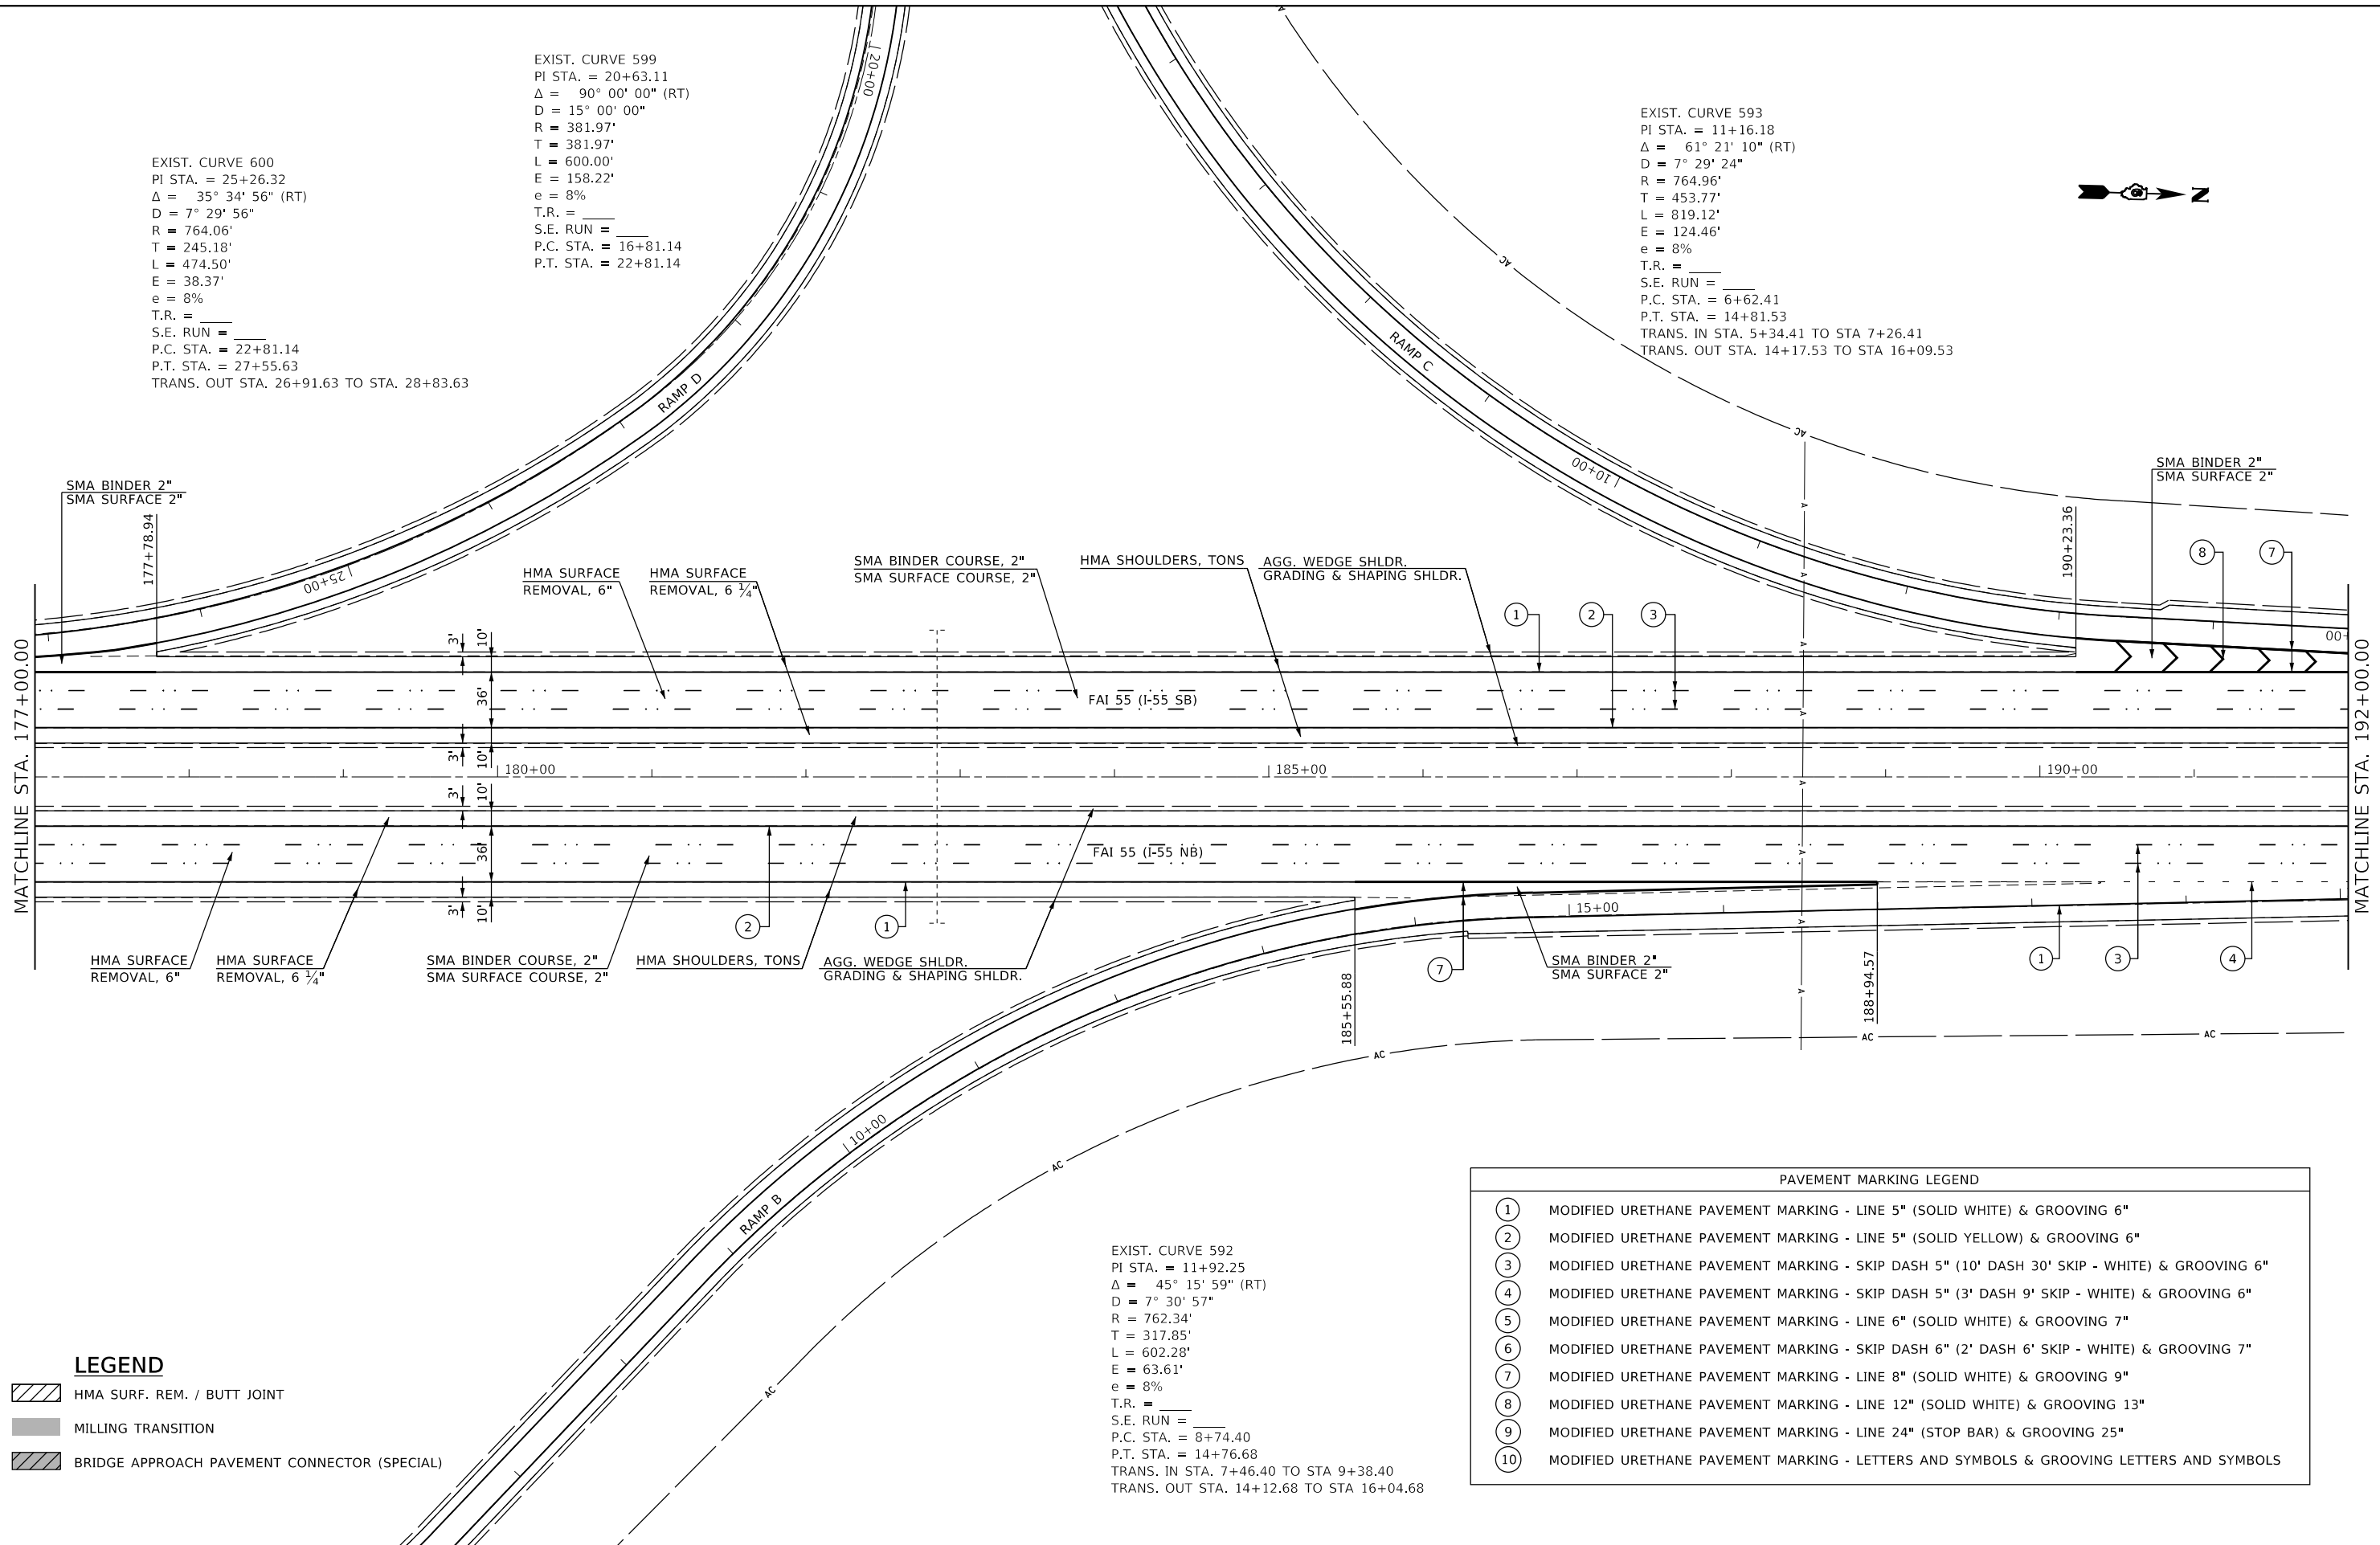 EXIST. CURVE 599
PI STA. = 20+63.11
Δ = 90° 00' 00" (RT)
D = 15° 00' 00"
R = 381.97'
T = 381.97'
L = 600.00'
E = 158.22'
e = 8%
T.R. = ____
S.E. RUN = ____
P.C. STA. = 16+81.14
P.T. STA. = 22+81.14
EXIST. CURVE 600
PI STA. = 25+26.32
Δ = 35° 34' 56" (RT)
D = 7° 29' 56"
R = 764.06'
T = 245.18'
L = 474.50'
E = 38.37'
e = 8%
T.R. = ____
S.E. RUN = ____
P.C. STA. = 22+81.14
P.T. STA. = 27+55.63
TRANS. OUT STA. 26+91.63 TO STA. 28+83.63
EXIST. CURVE 593
PI STA. = 11+16.18
Δ = 61° 21' 10" (RT)
D = 7° 29' 24"
R = 764.96'
T = 453.77'
L = 819.12'
E = 124.46'
e = 8%
T.R. = ____
S.E. RUN = ____
P.C. STA. = 6+62.41
P.T. STA. = 14+81.53
TRANS. IN STA. 5+34.41 TO STA 7+26.41
TRANS. OUT STA. 14+17.53 TO STA 16+09.53
N
20+00
RAMP D
25+00
RAMP C
10+00
AC
AC
A
SMA BINDER 2"
SMA SURFACE 2"
177+78.94
HMA SURFACE
REMOVAL, 6"
HMA SURFACE
REMOVAL, 6 ¼"
SMA BINDER COURSE, 2"
SMA SURFACE COURSE, 2"
HMA SHOULDERS, TONS
AGG. WEDGE SHLDR.
GRADING & SHAPING SHLDR.
1
2
3
190+23.36
SMA BINDER 2"
SMA SURFACE 2"
8
7
00+
MATCHLINE STA. 177+00.00
MATCHLINE STA. 192+00.00
3' 10'
36'
3' 10'
3' 10'
36'
3' 10'
FAI 55 (I-55 SB)
180+00
185+00
190+00
FAI 55 (I-55 NB)
A
A
A
A
A
A
A
A
15+00
2
1
7
1
3
4
HMA SURFACE
REMOVAL, 6"
HMA SURFACE
REMOVAL, 6 ¼"
SMA BINDER COURSE, 2"
SMA SURFACE COURSE, 2"
HMA SHOULDERS, TONS
AGG. WEDGE SHLDR.
GRADING & SHAPING SHLDR.
185+55.88
SMA BINDER 2"
SMA SURFACE 2"
188+94.57
AC
AC
AC
AC
AC
10+00
RAMP B
EXIST. CURVE 592
PI STA. = 11+92.25
Δ = 45° 15' 59" (RT)
D = 7° 30' 57"
R = 762.34'
T = 317.85'
L = 602.28'
E = 63.61'
e = 8%
T.R. = ____
S.E. RUN = ____
P.C. STA. = 8+74.40
P.T. STA. = 14+76.68
TRANS. IN STA. 7+46.40 TO STA 9+38.40
TRANS. OUT STA. 14+12.68 TO STA 16+04.68
PAVEMENT MARKING LEGEND
1 MODIFIED URETHANE PAVEMENT MARKING - LINE 5" (SOLID WHITE) & GROOVING 6"
2 MODIFIED URETHANE PAVEMENT MARKING - LINE 5" (SOLID YELLOW) & GROOVING 6"
3 MODIFIED URETHANE PAVEMENT MARKING - SKIP DASH 5" (10' DASH 30' SKIP - WHITE) & GROOVING 6"
4 MODIFIED URETHANE PAVEMENT MARKING - SKIP DASH 5" (3' DASH 9' SKIP - WHITE) & GROOVING 6"
5 MODIFIED URETHANE PAVEMENT MARKING - LINE 6" (SOLID WHITE) & GROOVING 7"
6 MODIFIED URETHANE PAVEMENT MARKING - SKIP DASH 6" (2' DASH 6' SKIP - WHITE) & GROOVING 7"
7 MODIFIED URETHANE PAVEMENT MARKING - LINE 8" (SOLID WHITE) & GROOVING 9"
8 MODIFIED URETHANE PAVEMENT MARKING - LINE 12" (SOLID WHITE) & GROOVING 13"
9 MODIFIED URETHANE PAVEMENT MARKING - LINE 24" (STOP BAR) & GROOVING 25"
10 MODIFIED URETHANE PAVEMENT MARKING - LETTERS AND SYMBOLS & GROOVING LETTERS AND SYMBOLS
LEGEND
HMA SURF. REM. / BUTT JOINT
MILLING TRANSITION
BRIDGE APPROACH PAVEMENT CONNECTOR (SPECIAL)